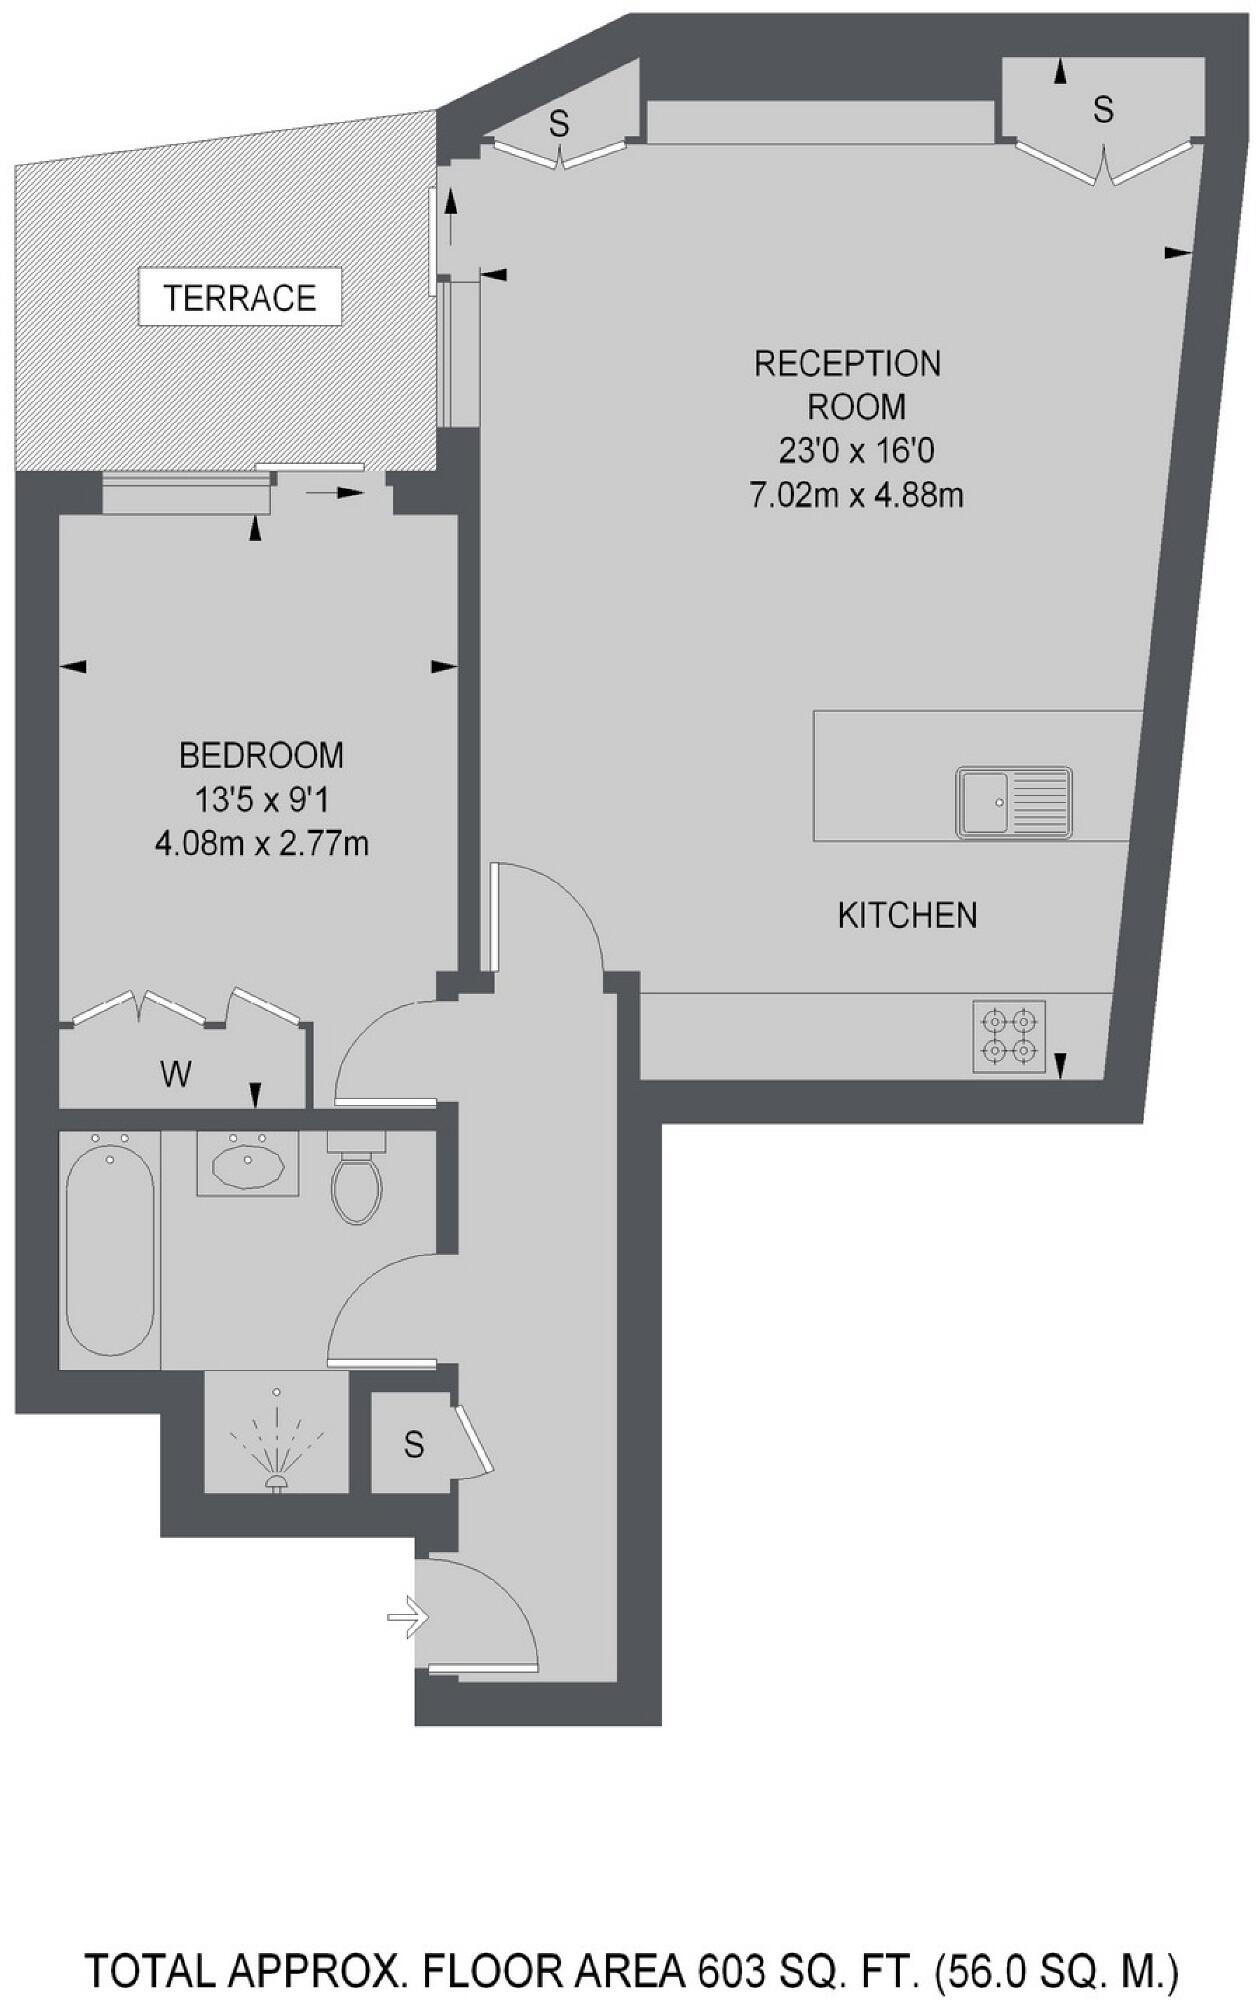 S
S
TERRACE
RECEPTION
ROOM
23'0 x 16'0
7.02m x 4.88m
BEDROOM
13'5 x 9'1
4.08m x 2.77m
KITCHEN
W
S
TOTAL APPROX. FLOOR AREA 603 SQ. FT. (56.0 SQ. M.)